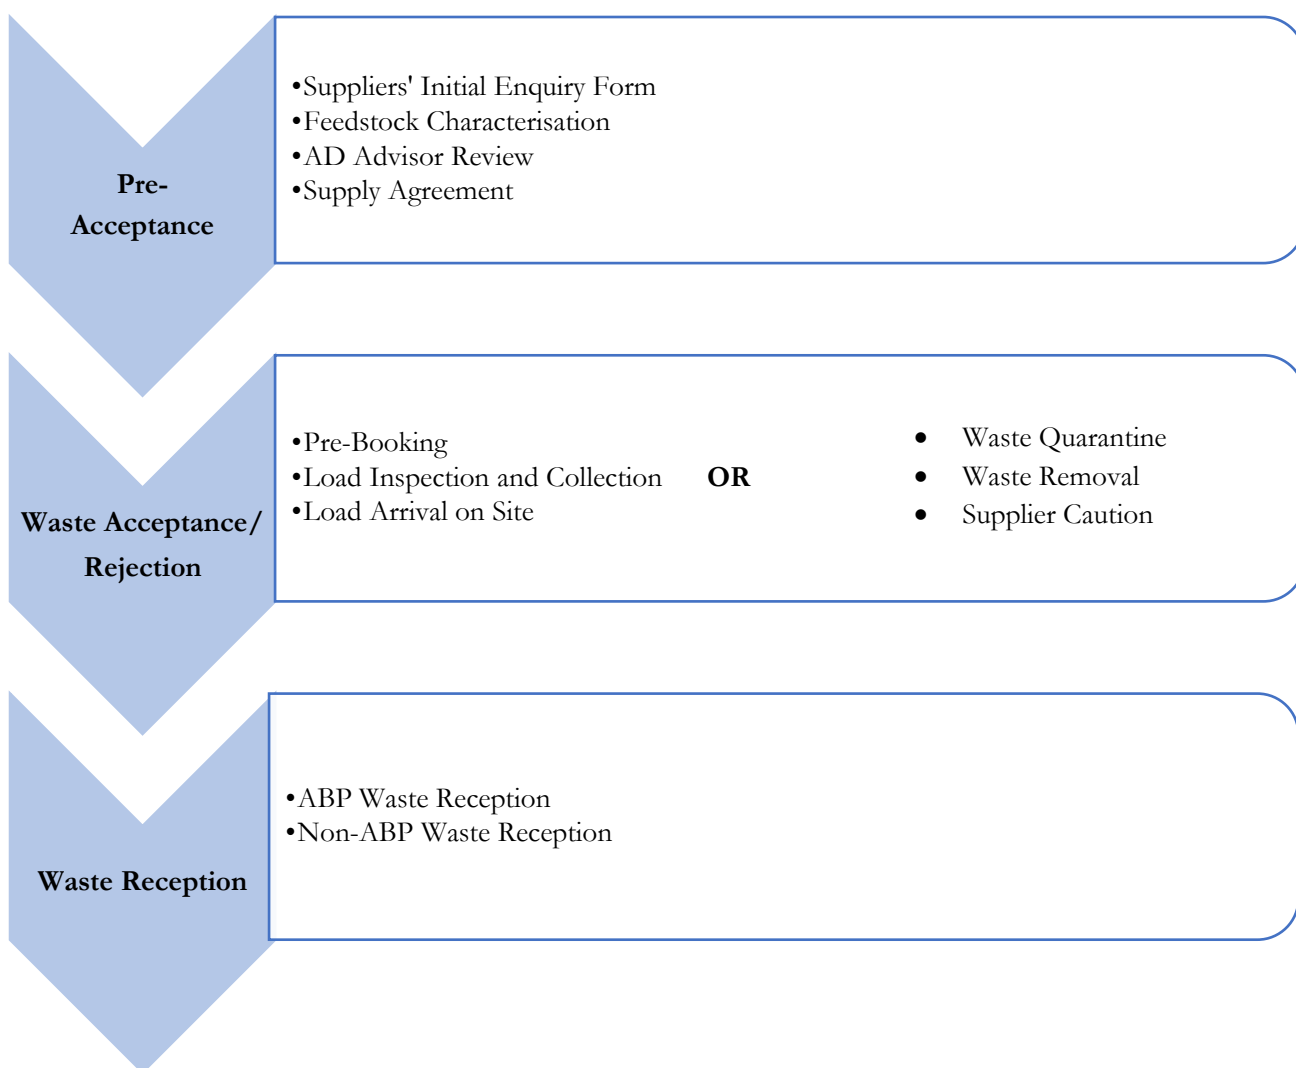 Pre-
Acceptance
•Suppliers' Initial Enquiry Form
•Feedstock Characterisation
•AD Advisor Review
•Supply Agreement
Waste Acceptance/
Rejection
•Pre-Booking
•Load Inspection and Collection
•Load Arrival on Site
OR
• Waste Quarantine
• Waste Removal
• Supplier Caution
Waste Reception
•ABP Waste Reception
•Non-ABP Waste Reception